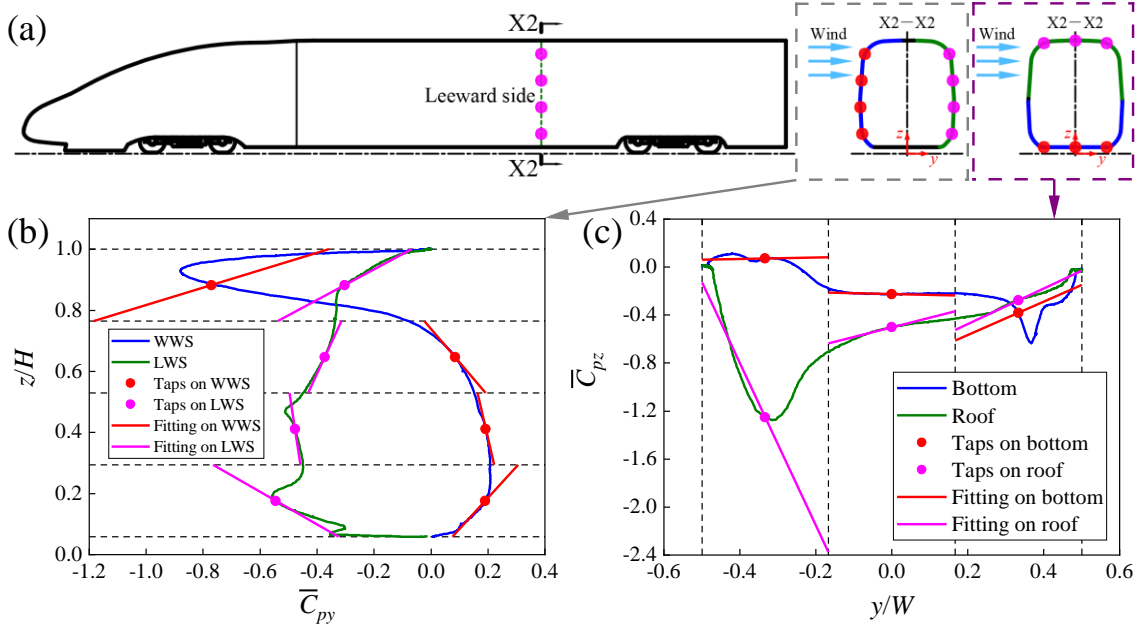 (a)
X2
X2
Leeward side
X2－X2
Wind
z
y
X2－X2
Wind
z
y
(b)
z/H
1.0
0.8
0.6
0.4
0.2
0.0
WWS
LWS
Taps on WWS
Taps on LWS
Fitting on WWS
Fitting on LWS
-1.2 -1.0 -0.8 -0.6 -0.4 -0.2 0.0 0.2 0.4
C̅py
(c)
C̅pz
0.4
0.0
-0.4
-0.8
-1.2
-1.6
-2.0
-2.4
Bottom
Roof
Taps on bottom
Taps on roof
Fitting on bottom
Fitting on roof
-0.6 -0.4 -0.2 0.0 0.2 0.4 0.6
y/W